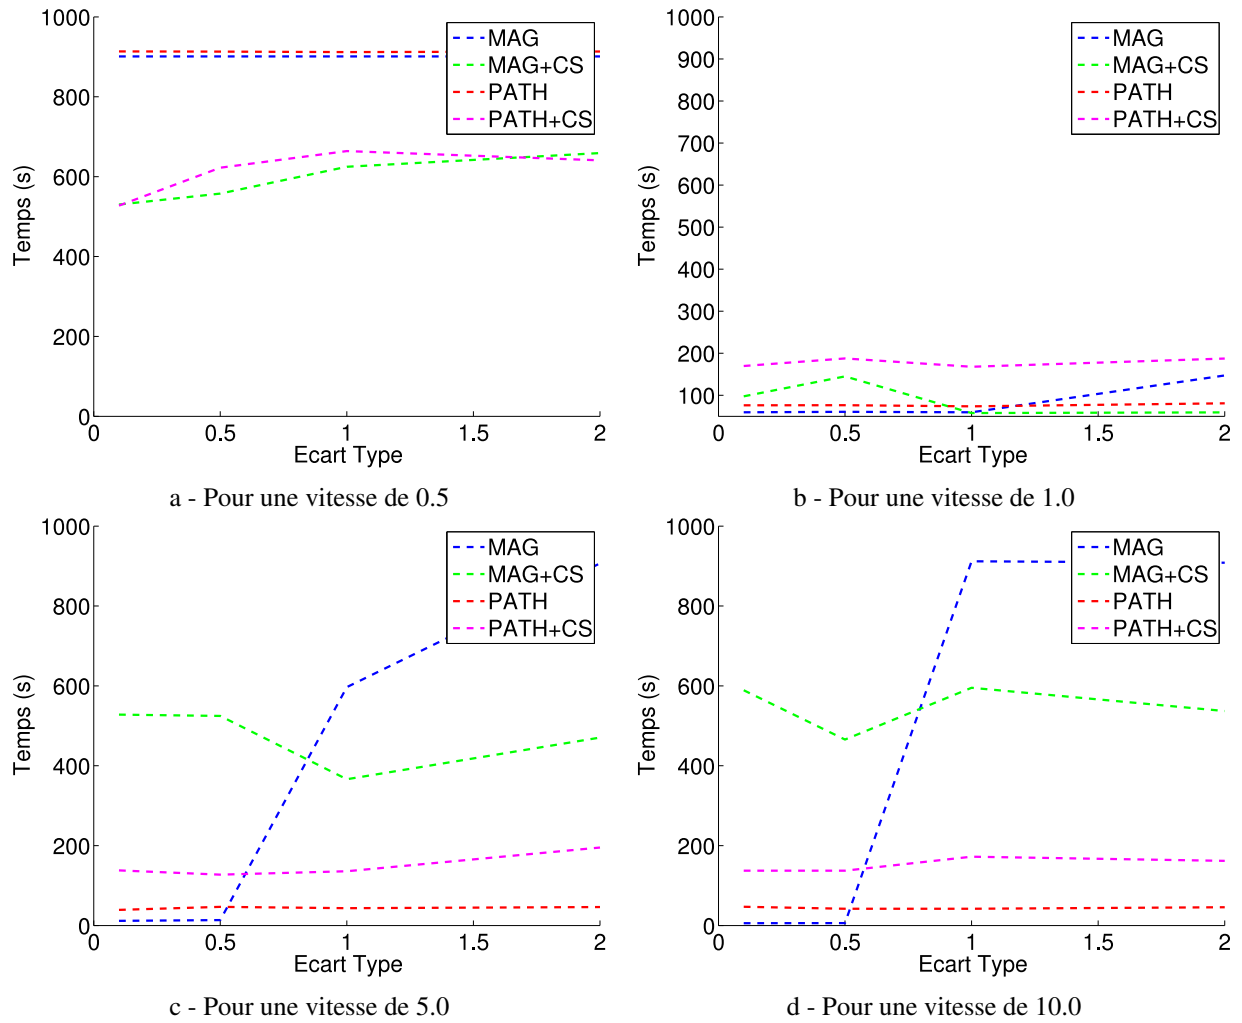 1000
800
600
400
200
0
Temps (s)
0
0.5
1
1.5
2
Ecart Type
MAG
MAG+CS
PATH
PATH+CS
a - Pour une vitesse de 0.5
1000
900
800
700
600
500
400
300
200
100
Temps (s)
0
0.5
1
1.5
2
Ecart Type
MAG
MAG+CS
PATH
PATH+CS
b - Pour une vitesse de 1.0
1000
800
600
400
200
0
Temps (s)
0
0.5
1
1.5
2
Ecart Type
MAG
MAG+CS
PATH
PATH+CS
c - Pour une vitesse de 5.0
1000
800
600
400
200
0
Temps (s)
0
0.5
1
1.5
2
Ecart Type
MAG
MAG+CS
PATH
PATH+CS
d - Pour une vitesse de 10.0